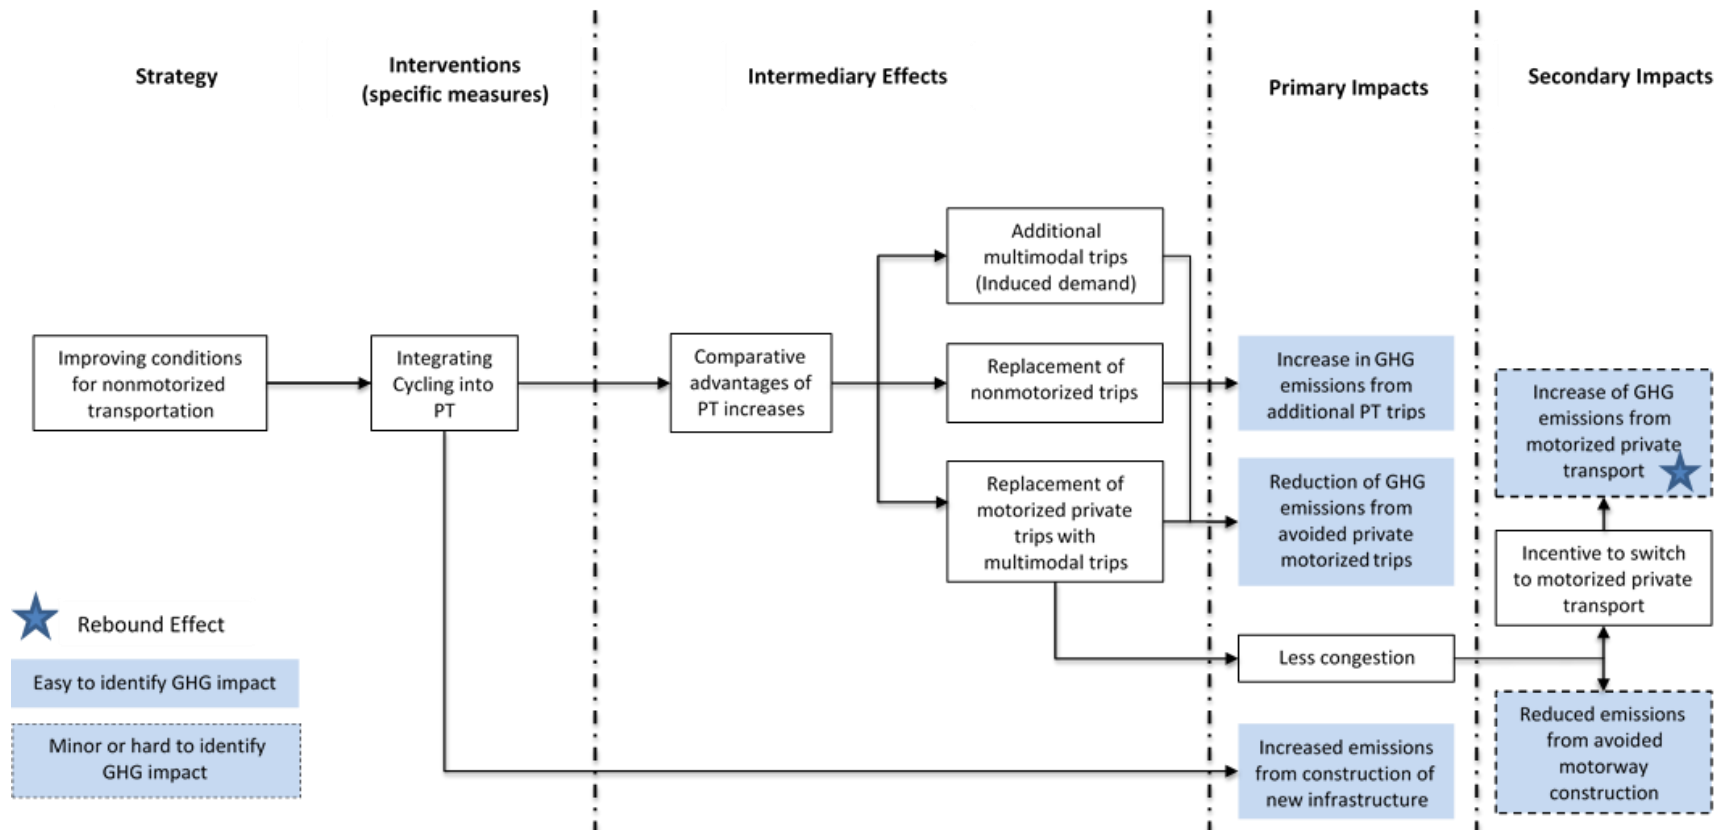 Strategy
Interventions
(specific measures)
Intermediary Effects
Primary Impacts
Secondary Impacts
Improving conditions
for nonmotorized
transportation
Integrating
Cycling into
PT
Comparative
advantages of
PT increases
Additional
multimodal trips
(Induced demand)
Replacement of
nonmotorized trips
Replacement of
motorized private
trips with
multimodal trips
Increase in GHG
emissions from
additional PT trips
Reduction of GHG
emissions from
avoided private
motorized trips
Less congestion
Increased emissions
from construction of
new infrastructure
Increase of GHG
emissions from
motorized private
transport
Incentive to switch
to motorized private
transport
Reduced emissions
from avoided
motorway
construction
Rebound Effect
Easy to identify GHG impact
Minor or hard to identify
GHG impact